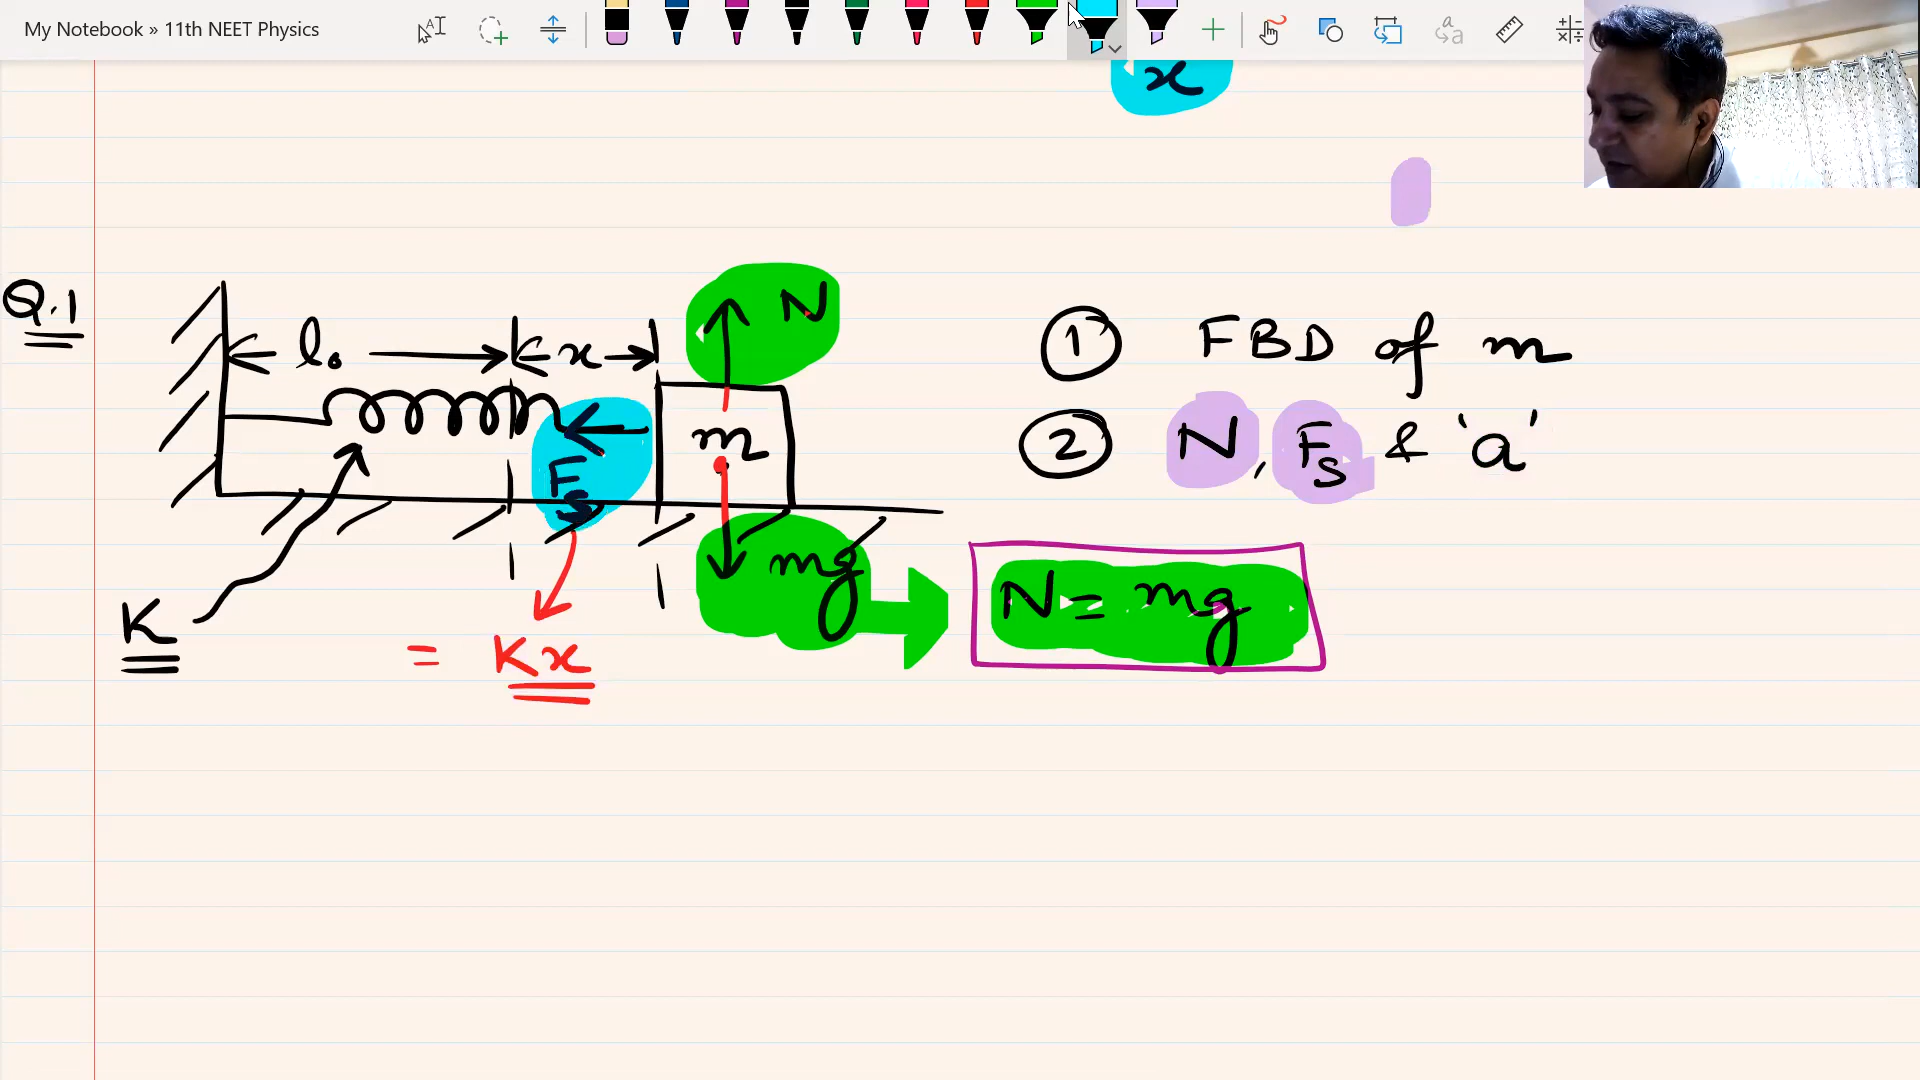 My Notebook » 11th NEET Physics
x
Q.1
l₀
x
N
m
Fs
mg
K
= Kx
① FBD of m
② N, Fs & 'a'
N = mg